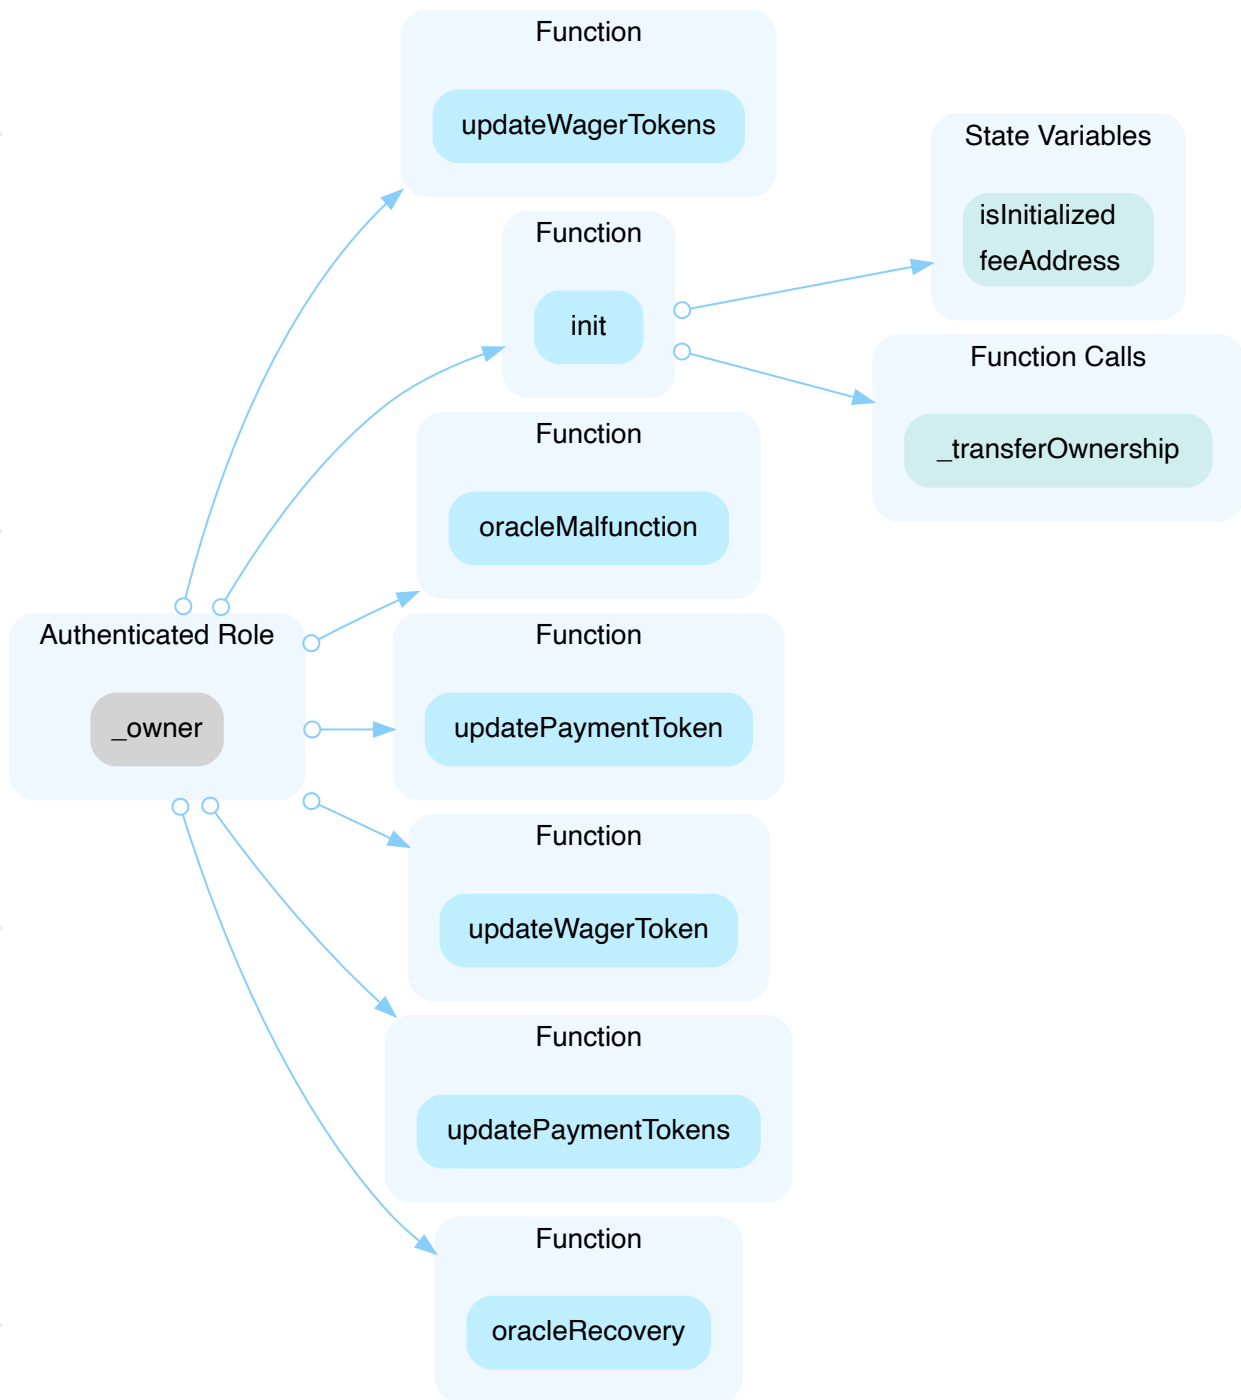 Function
updateWagerTokens
State Variables
isInitialized
feeAddress
Function
init
Function Calls
_transferOwnership
Function
oracleMalfunction
Authenticated Role
_owner
Function
updatePaymentToken
Function
updateWagerToken
Function
updatePaymentTokens
Function
oracleRecovery